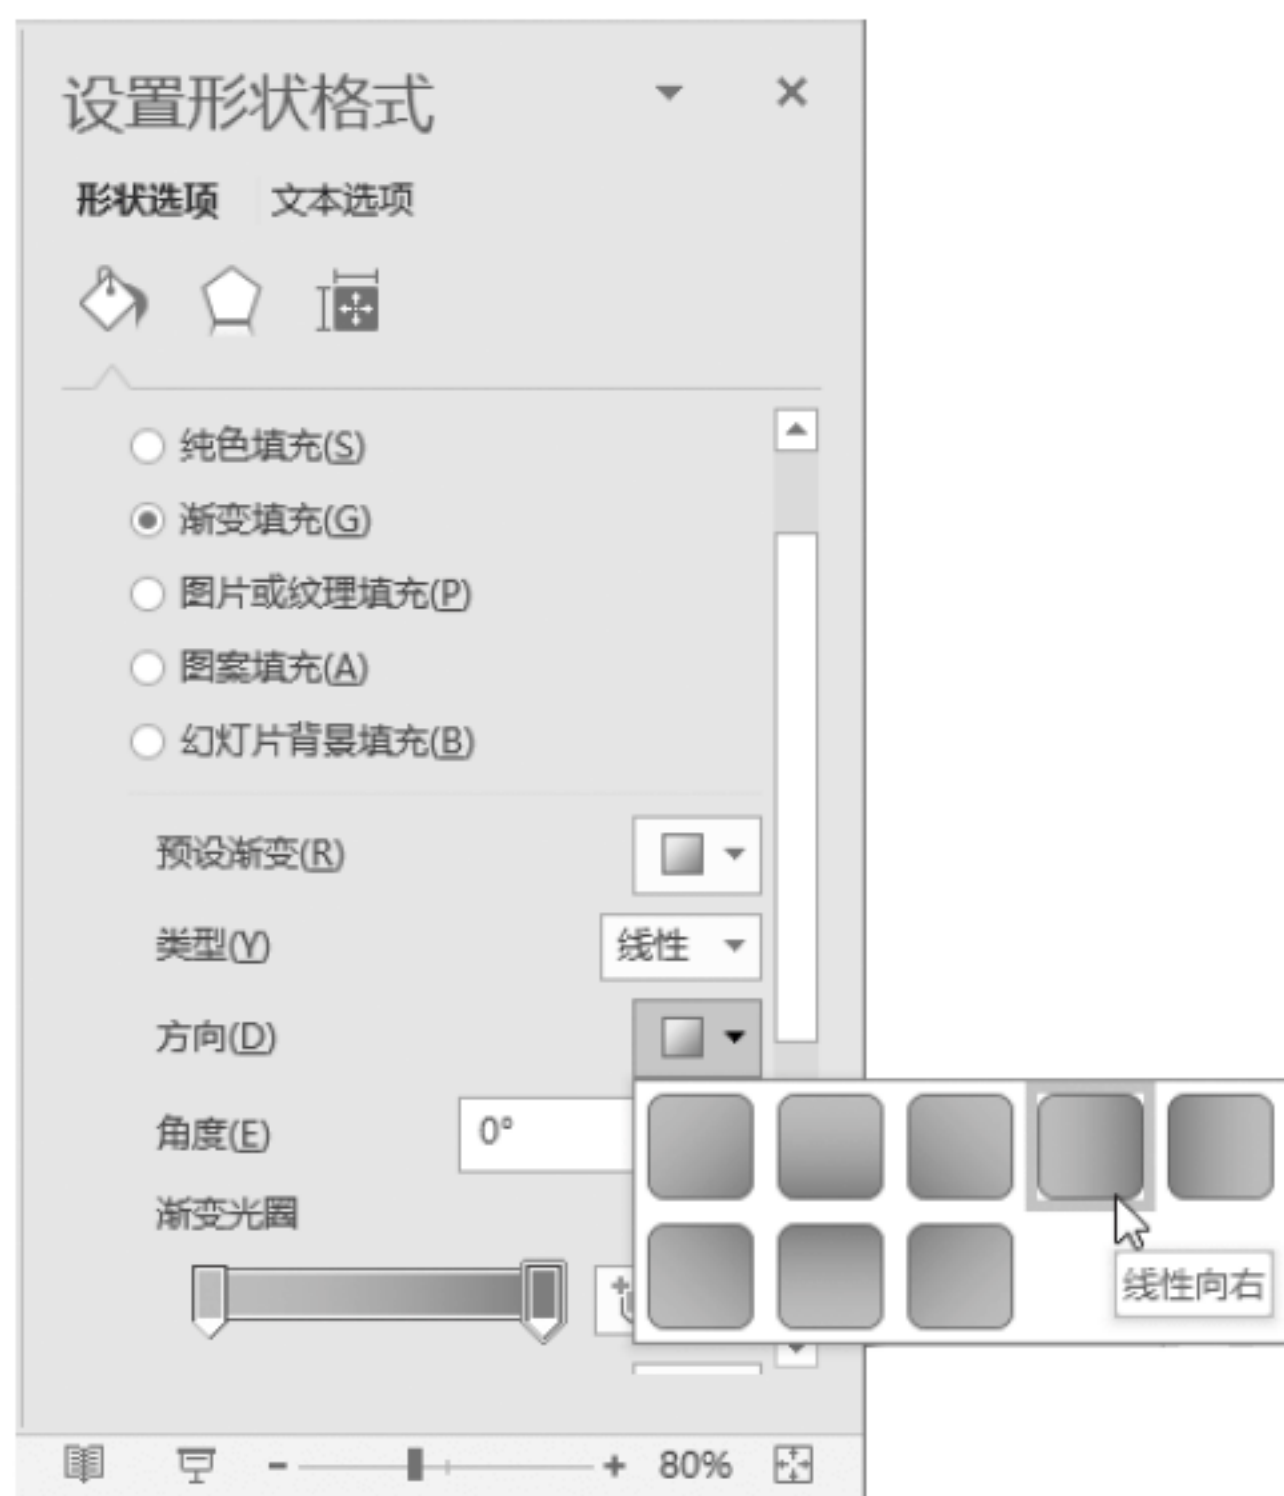 设置形状格式
形状选项 文本选项
纯色填充(S)
渐变填充(G)
图片或纹理填充(P)
图案填充(A)
幻灯片背景填充(B)
预设渐变(R)
类型(Y) 线性
方向(D)
角度(E) 0°
渐变光圈
线性向右
80%